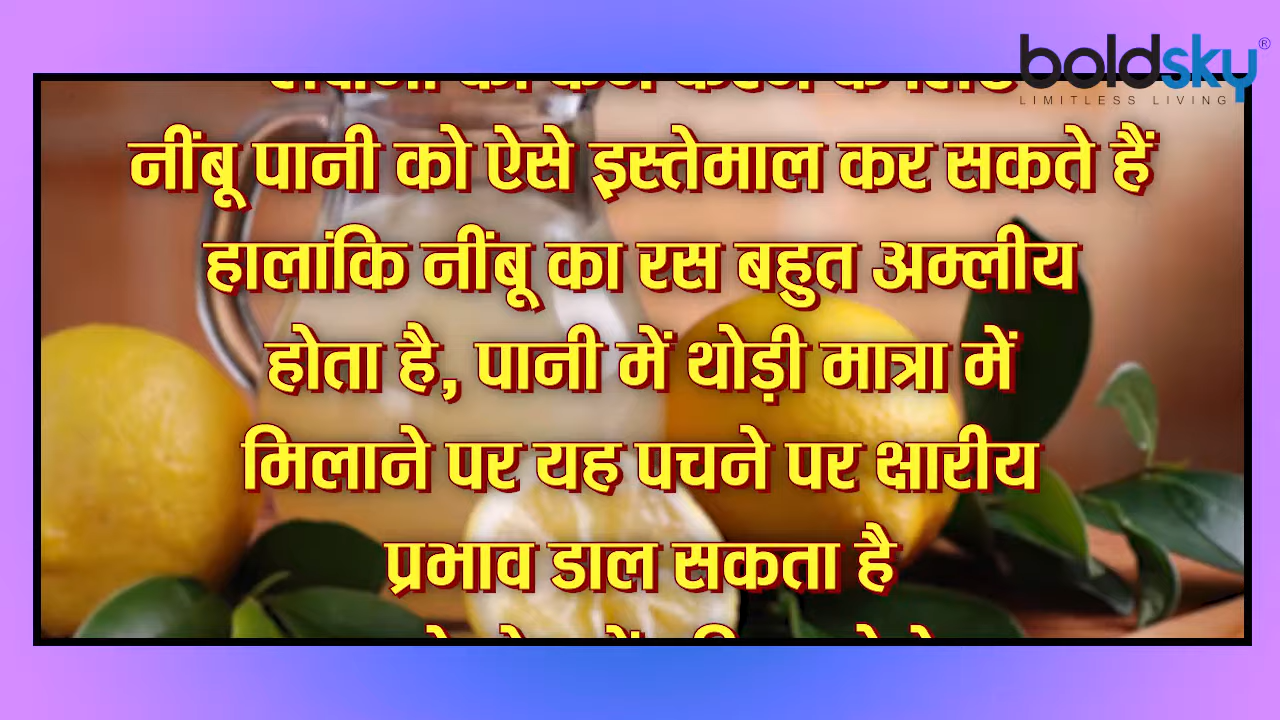 boldsky®
LIMITLESS LIVING
नींबू पानी को ऐसे इस्तेमाल कर सकते हैं
हालांकि नींबू का रस बहुत अम्लीय
होता है, पानी में थोड़ी मात्रा में
मिलाने पर यह पचने पर क्षारीय
प्रभाव डाल सकता है